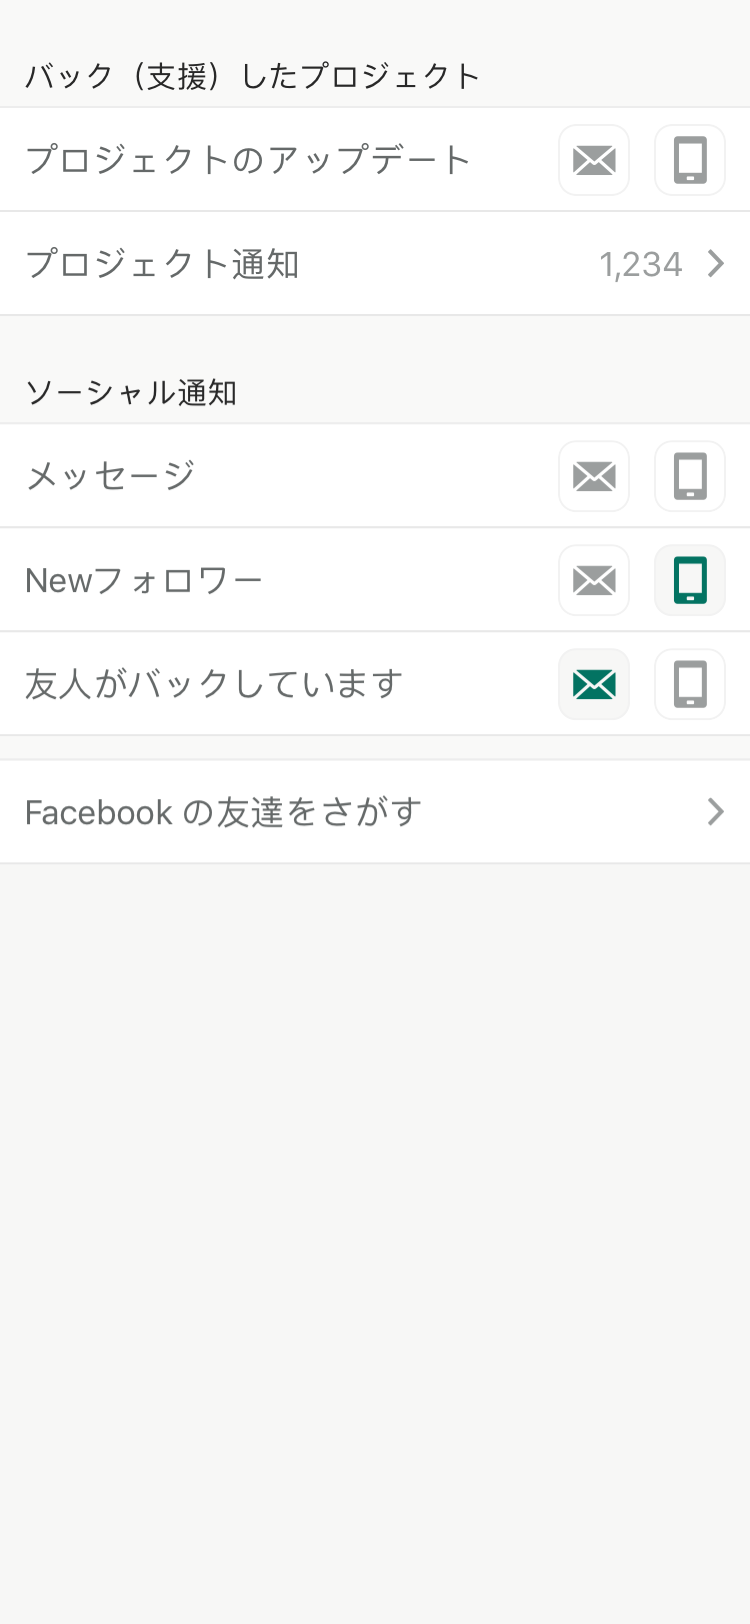 バック（支援）したプロジェクト
プロジェクトのアップデート
プロジェクト通知 1,234
ソーシャル通知
メッセージ
Newフォロワー
友人がバックしています
Facebook の友達をさがす